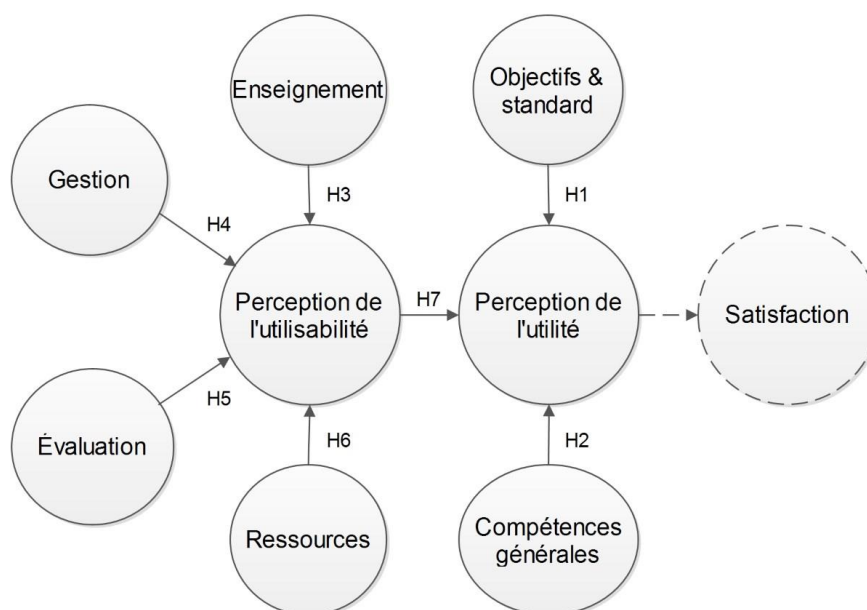 Enseignement
Objectifs &
standard
Gestion
H4
H3
H1
Perception de
l'utilisabilité
H7
Perception de
l'utilité
Satisfaction
Évaluation
H5
H6
H2
Ressources
Compétences
générales